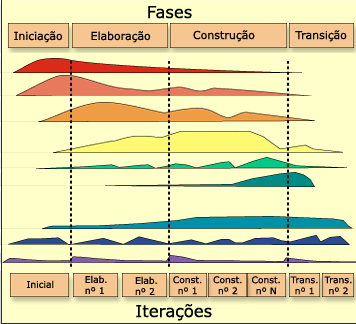 Fases
Iniciação Elaboração Construção Transição
Inicial Elab. nº 1 Elab. nº 2 Const. nº 1 Const. nº 2 Const. nº N Trans. nº 1 Trans. nº 2
Iterações